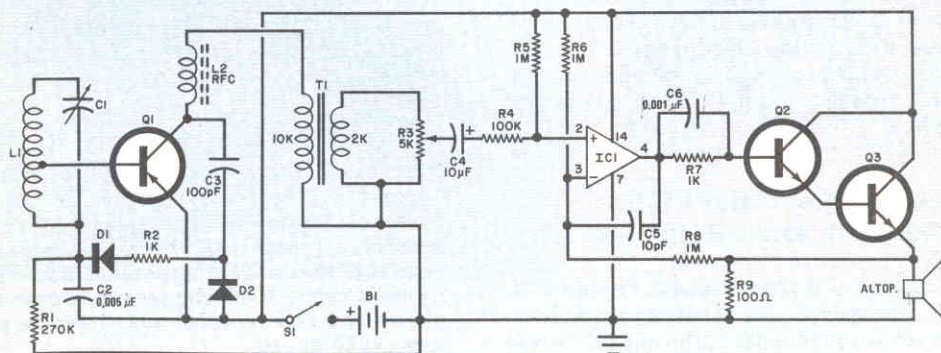 L1
C1
Q1
L2
RFC
C3
100pF
D1
R2
1K
C2
0,005 µF
R1
270K
D2
S1
+
B1
T1
10K
2K
R3
5K
+
C4
10µF
R4
100K
R5
1M
R6
1M
2
+
14
IC1
4
3
-
7
C5
10pF
C6
0,001 µF
R7
1K
R8
1M
R9
100Ω
Q2
Q3
ALTOP.